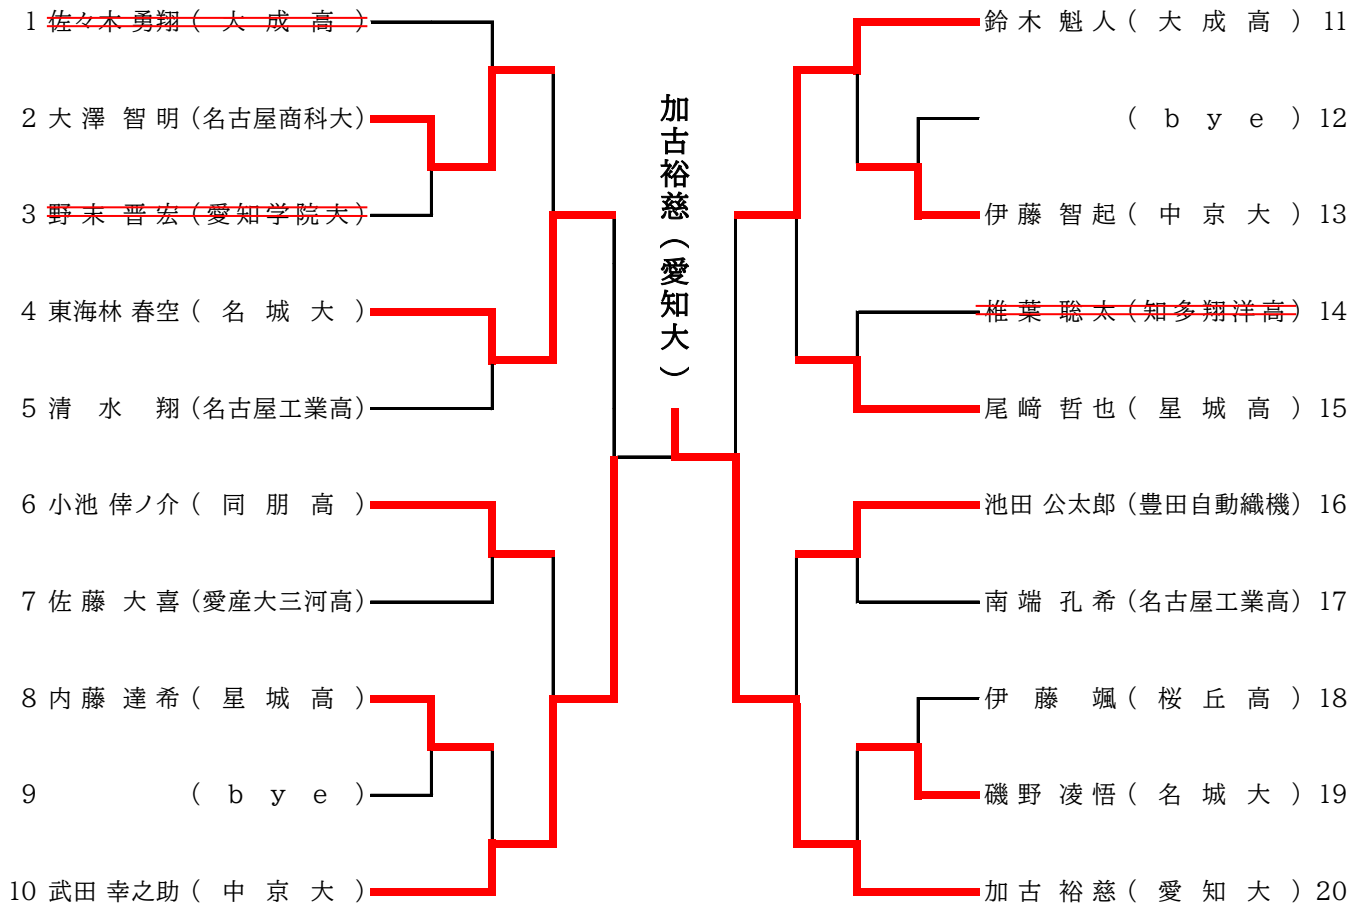 1 佐々木 勇翔 ( 大 成 高 )
2 大 澤 智 明 (名古屋商科大)
3 野 末 晋 宏 (愛知学院大)
4 東海林 春空 ( 名 城 大 )
5 清 水 翔 (名古屋工業高)
6 小池 倖ノ介 ( 同 朋 高 )
7 佐 藤 大 喜 (愛産大三河高)
8 内 藤 達 希 ( 星 城 高 )
9 ( b y e )
10 武田 幸之助 ( 中 京 大 )
加古裕慈(愛知大)
鈴 木 魁 人 ( 大 成 高 ) 11
( b y e ) 12
伊 藤 智 起 ( 中 京 大 ) 13
椎 葉 聡 太 (知多翔洋高) 14
尾 﨑 哲 也 ( 星 城 高 ) 15
池田 公太郎 (豊田自動織機) 16
南 端 孔 希 (名古屋工業高) 17
伊 藤 颯 ( 桜 丘 高 ) 18
磯 野 凌 悟 ( 名 城 大 ) 19
加 古 裕 慈 ( 愛 知 大 ) 20